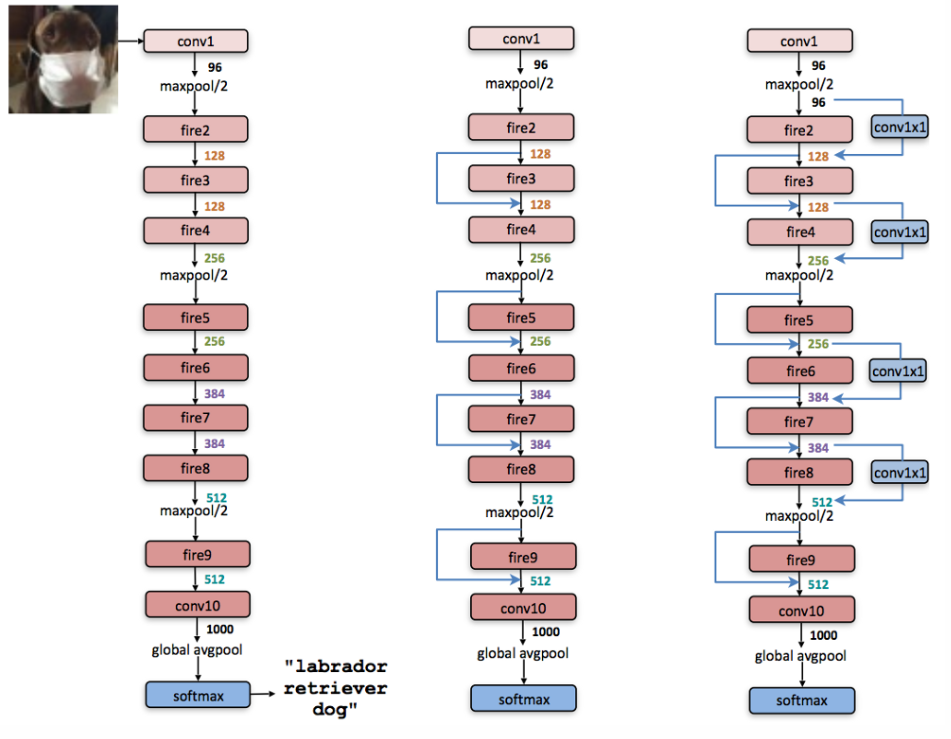 conv1
96
maxpool/2
fire2
128
fire3
128
fire4
256
maxpool/2
fire5
256
fire6
384
fire7
384
fire8
512
maxpool/2
fire9
512
conv10
1000
global avgpool
softmax
"labrador
retriever
dog"
conv1
96
maxpool/2
fire2
128
fire3
128
fire4
256
maxpool/2
fire5
256
fire6
384
fire7
384
fire8
512
maxpool/2
fire9
512
conv10
1000
global avgpool
softmax
conv1
96
maxpool/2
96
fire2
conv1x1
128
fire3
128
fire4
conv1x1
256
maxpool/2
fire5
256
fire6
conv1x1
384
fire7
384
fire8
conv1x1
512
maxpool/2
fire9
512
conv10
1000
global avgpool
softmax